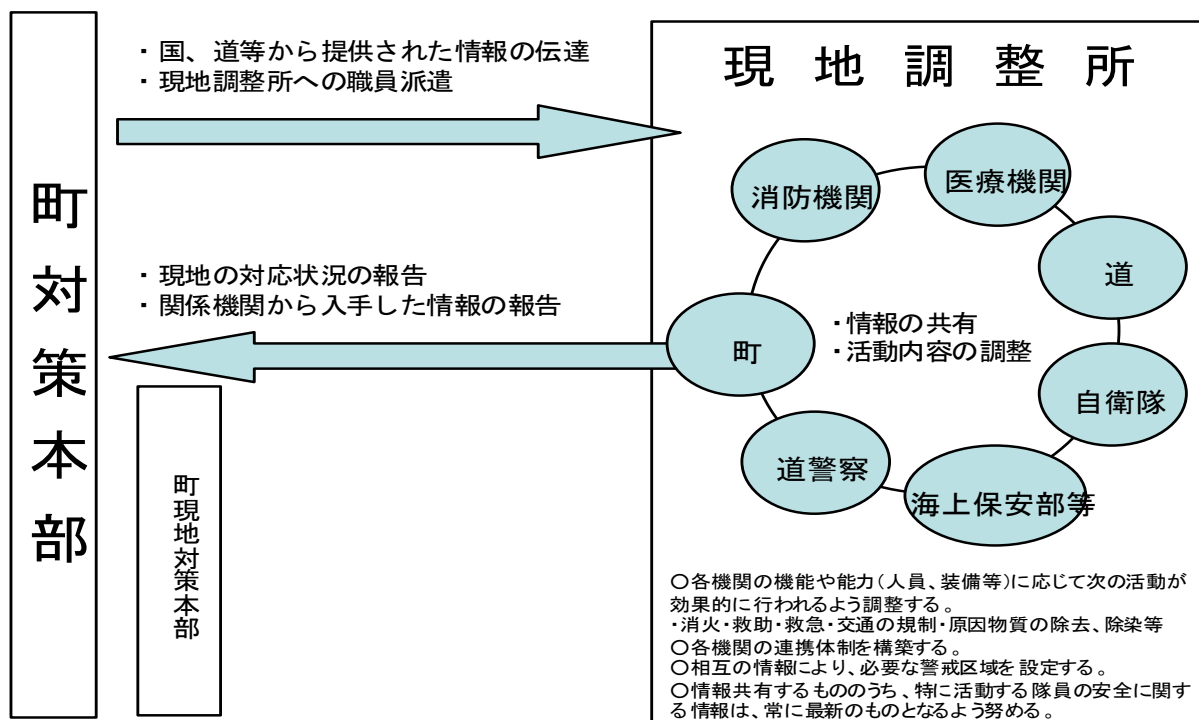 町対策本部
・国、道等から提供された情報の伝達
・現地調整所への職員派遣
・現地の対応状況の報告
・関係機関から入手した情報の報告
町現地対策本部
現地調整所
消防機関
医療機関
道
町
・情報の共有
・活動内容の調整
自衛隊
道警察
海上保安部等
〇各機関の機能や能力(人員、装備等)に応じて次の活動が
効果的に行われるよう調整する。
・消火・救助・救急・交通の規制・原因物質の除去、除染等
〇各機関の連携体制を構築する。
〇相互の情報により、必要な警戒区域を設定する。
〇情報共有するもののうち、特に活動する隊員の安全に関す
る情報は、常に最新のものとなるよう努める。